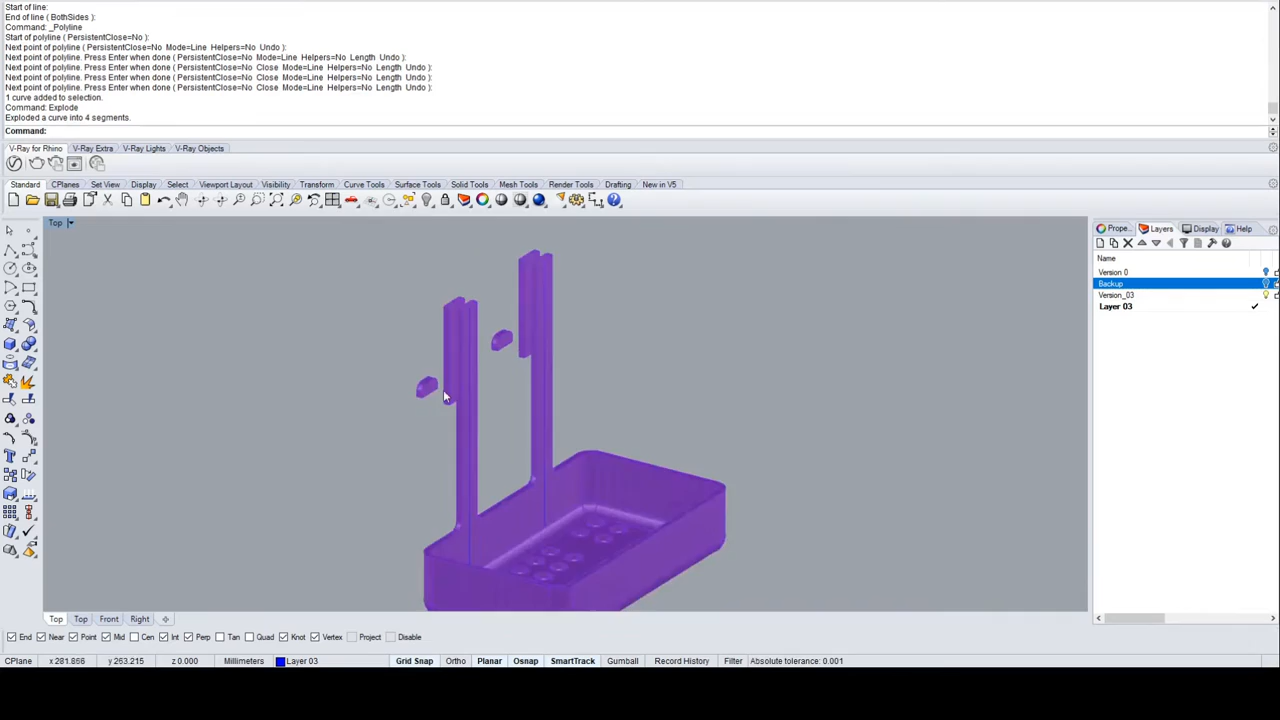 Start of line:
End of line ( BothSides ):
Command: _Polyline
Start of polyline ( PersistentClose=No ):
Next point of polyline ( PersistentClose=No Mode=Line Helpers=No Undo ):
Next point of polyline. Press Enter when done ( PersistentClose=No Mode=Line Helpers=No Length Undo ):
Next point of polyline. Press Enter when done ( PersistentClose=No Close Mode=Line Helpers=No Length Undo ):
Next point of polyline. Press Enter when done ( PersistentClose=No Close Mode=Line Helpers=No Length Undo ):
Next point of polyline. Press Enter when done ( PersistentClose=No Close Mode=Line Helpers=No Length Undo ):
1 curve added to selection.
Command: Explode
Exploded a curve into 4 segments.
Command:
V-Ray for Rhino V-Ray Extra V-Ray Lights V-Ray Objects
Standard CPlanes Set View Display Select Viewport Layout Visibility Transform Curve Tools Surface Tools Solid Tools Mesh Tools Render Tools Drafting New in V5
Top
Prope.. Layers Display Help
Name
Version 0
Backup
Version_03
Layer 03
Top Top Front Right
End Near Point Mid Cen Int Perp Tan Quad Knot Vertex Project Disable
CPlane x 281.866 y 263.215 z 0.000 Millimeters Layer 03 Grid Snap Ortho Planar Osnap SmartTrack Gumball Record History Filter Absolute tolerance: 0.001